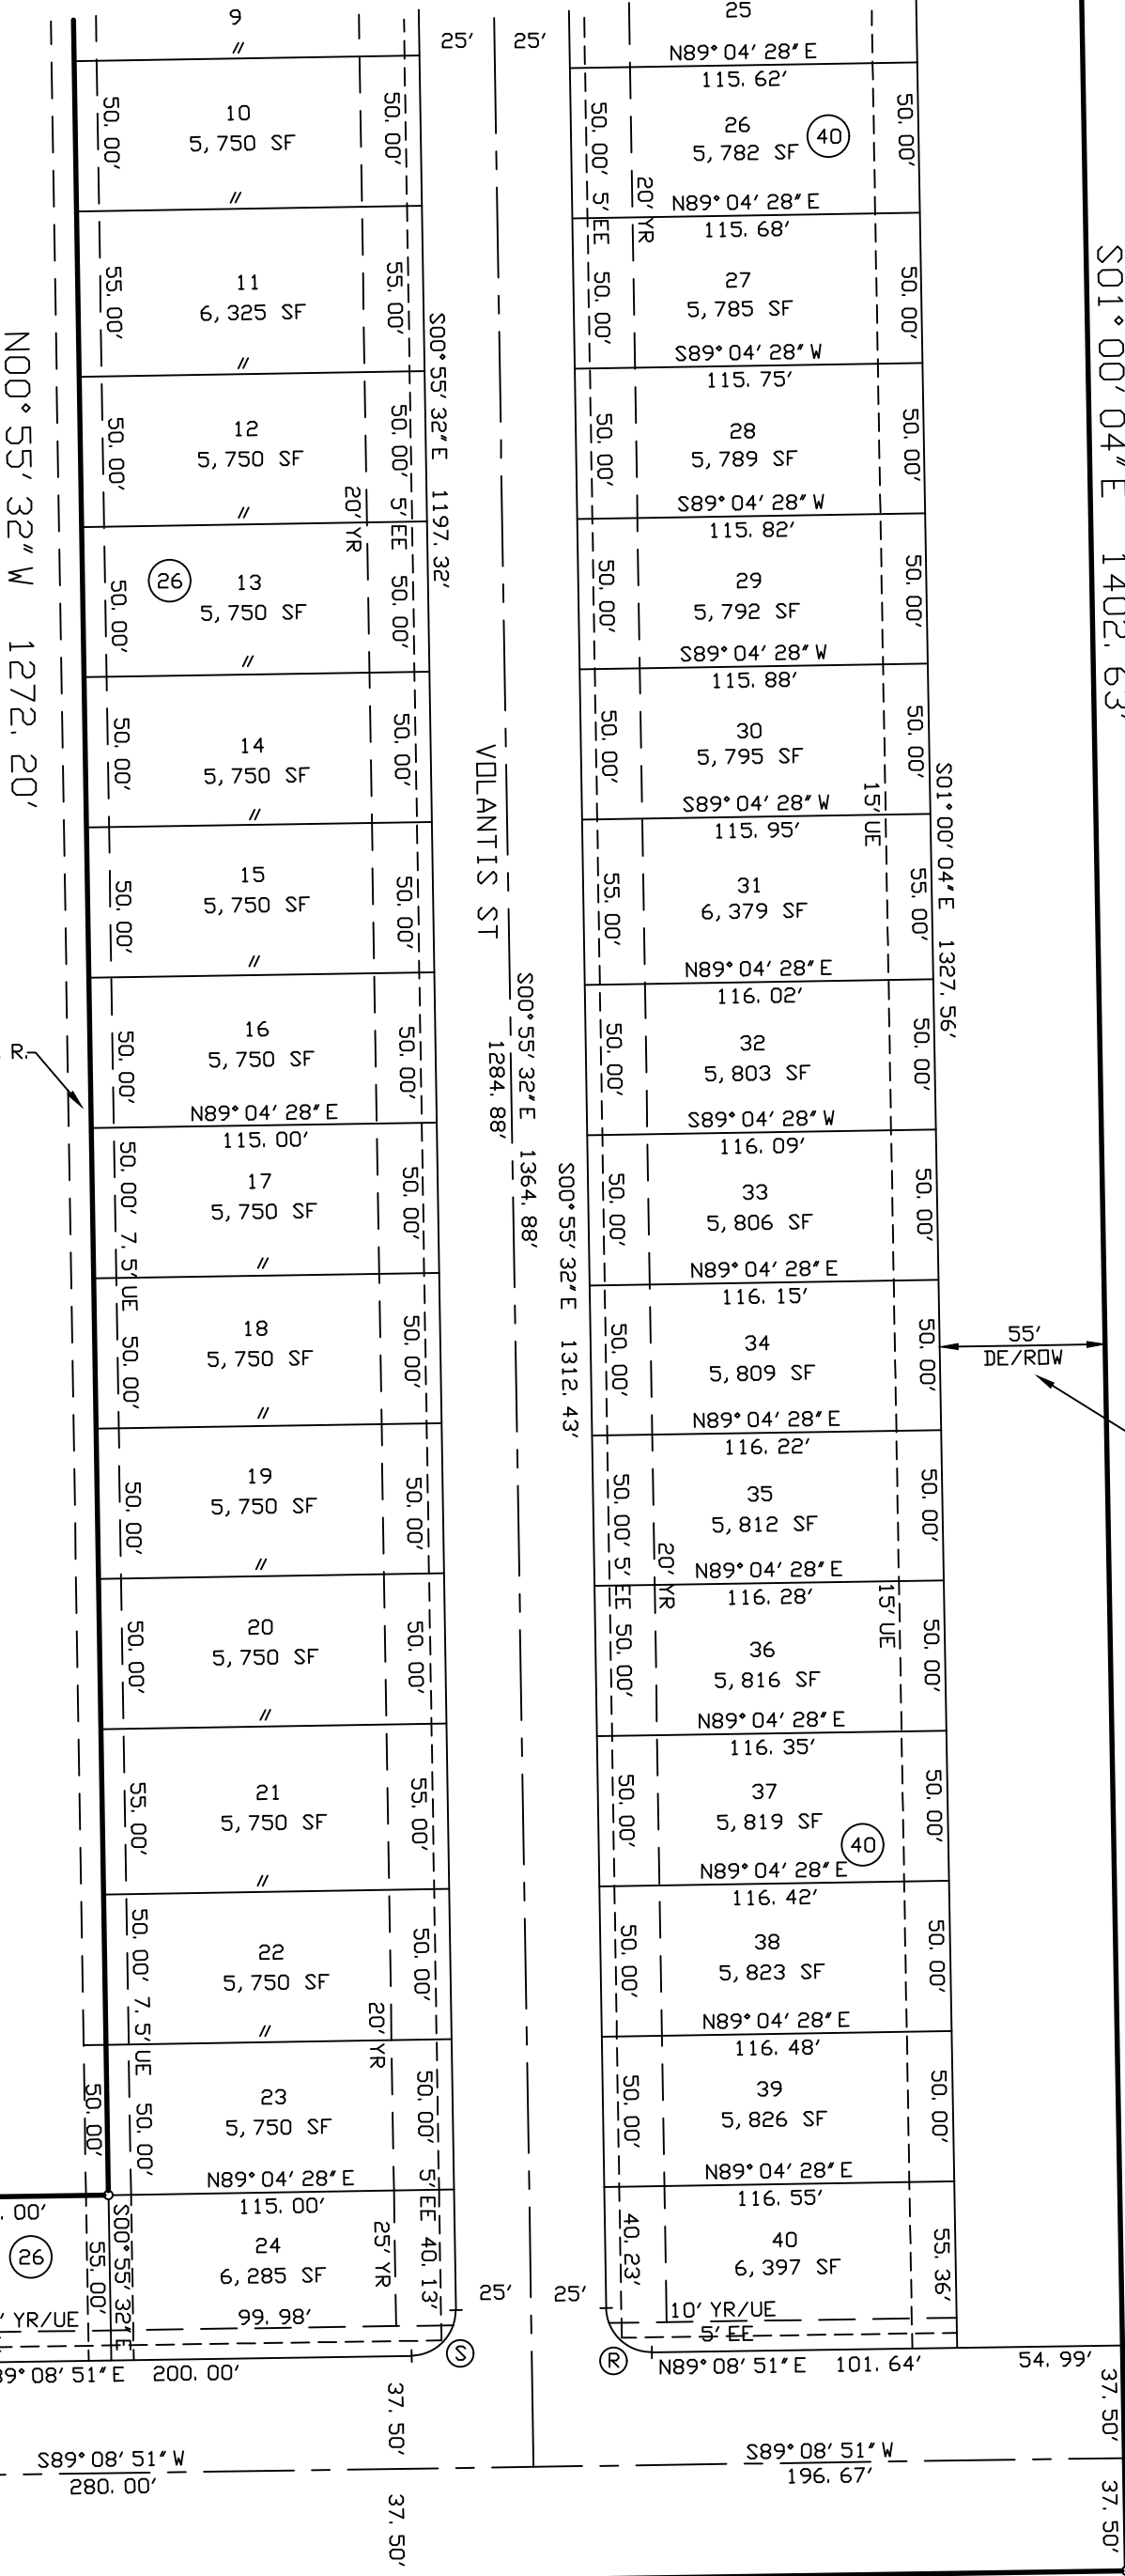 9
〃
10
5,750 SF
50.00'
50.00'
〃
11
6,325 SF
55.00'
55.00'
〃
12
5,750 SF
50.00'
50.00' 5' EE
20' YR
〃
26
13
5,750 SF
50.00'
50.00'
〃
14
5,750 SF
50.00'
50.00'
〃
15
5,750 SF
50.00'
50.00'
〃
16
5,750 SF
50.00'
50.00'
N89°04'28"E
115.00'
17
5,750 SF
50.00' 7.5' UE
50.00'
〃
18
5,750 SF
50.00'
50.00'
〃
19
5,750 SF
50.00'
50.00'
〃
20
5,750 SF
50.00'
50.00'
〃
21
5,750 SF
55.00'
55.00'
〃
22
5,750 SF
50.00' 7.5' UE
50.00'
20' YR
〃
23
5,750 SF
50.00'
50.00'
50.00'
N89°04'28"E
115.00'
24
6,285 SF
5' EE 40.13'
25' YR
99.98'
S00°55'32"E
55.00'
.00'
26
' YR/UE
89°08'51"E 200.00'
S89°08'51"W
280.00'
37.50'
37.50'
N00°55'32"W 1272.20'
R.
S00°55'32"E 1197.32'
25'
25'
VOLANTIS ST
S00°55'32"E 1364.88'
1284.88'
S00°55'32"E 1312.43'
25'
25'
S
R
25
N89°04'28"E
115.62'
26
5,782 SF
40
50.00' 5' EE
50.00'
20' YR
N89°04'28"E
115.68'
27
5,785 SF
50.00'
50.00'
S89°04'28"W
115.75'
28
5,789 SF
50.00'
50.00'
S89°04'28"W
115.82'
29
5,792 SF
50.00'
50.00'
S89°04'28"W
115.88'
30
5,795 SF
50.00'
50.00'
15' UE
S89°04'28"W
115.95'
31
6,379 SF
55.00'
55.00'
N89°04'28"E
116.02'
32
5,803 SF
50.00'
50.00'
S89°04'28"W
116.09'
33
5,806 SF
50.00'
50.00'
N89°04'28"E
116.15'
34
5,809 SF
50.00'
50.00'
N89°04'28"E
116.22'
35
5,812 SF
50.00' 5' EE
50.00'
20' YR
15' UE
N89°04'28"E
116.28'
36
5,816 SF
50.00'
50.00'
N89°04'28"E
116.35'
37
5,819 SF
40
50.00'
50.00'
N89°04'28"E
116.42'
38
5,823 SF
50.00'
50.00'
N89°04'28"E
116.48'
39
5,826 SF
50.00'
50.00'
N89°04'28"E
116.55'
40
6,397 SF
40.23'
55.36'
10' YR/UE
5' EE
N89°08'51"E 101.64'
54.99'
S89°08'51"W
196.67'
37.50'
37.50'
S01°00'04"E 1327.56'
55'
DE/ROW
S01°00'04"E 1402.63'